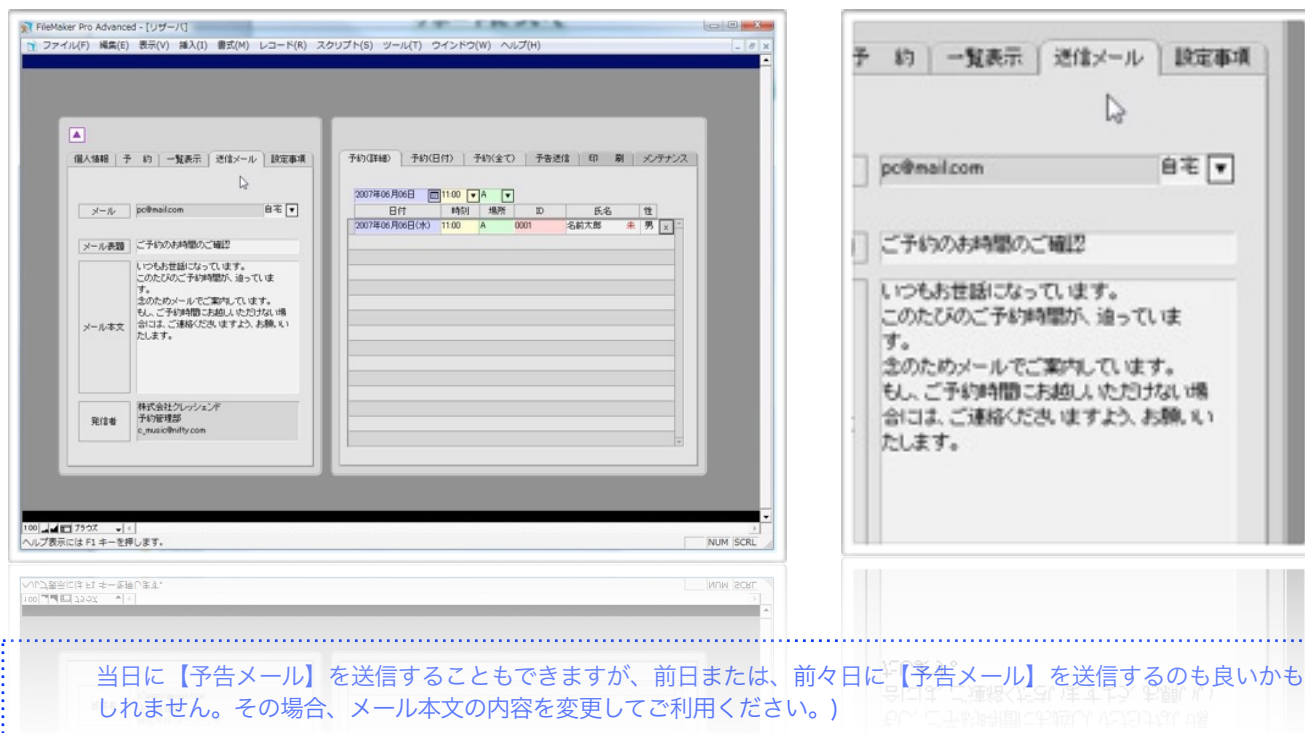 FileMaker Pro Advanced - [リザーバ]
ファイル(F) 編集(E) 表示(V) 挿入(I) 書式(M) レコード(R) スクリプト(S) ツール(T) ウインドウ(W) ヘルプ(H)
個人情報 予 約 一覧表示 送信メール 設定事項
メール pc@mail.com 自宅
メール表題 ご予約のお時間のご確認
メール本文
いつもお世話になっています。
このたびのご予約時間が、迫っていま
す。
念のためメールでご案内しています。
もし、ご予約時間にお越しいただけない場
合には、ご連絡くださいますよう、お願いい
たします。
発信者
株式会社クレッシェンド
予約管理部
c_music@nifty.com
予約(詳細) 予約(日付) 予約(全て) 予告送信 印 刷 メンテナンス
2007年06月06日 11:00 A
日付 時刻 場所 ID 氏名 性
2007年06月06日(水) 11:00 A 0001 名前太郎 未 男 x
100 ブラウズ
ヘルプ表示には F1 キーを押します。 NUM SCRL
予 約 一覧表示 送信メール 設定事項
pc@mail.com 自宅
ご予約のお時間のご確認
いつもお世話になっています。
このたびのご予約時間が、迫っていま
す。
念のためメールでご案内しています。
もし、ご予約時間にお越しいただけない場
合には、ご連絡くださいますよう、お願いい
たします。
当日に【予告メール】を送信することもできますが、前日または、前々日に【予告メール】を送信するのも良いかも
しれません。その場合、メール本文の内容を変更してご利用ください。)